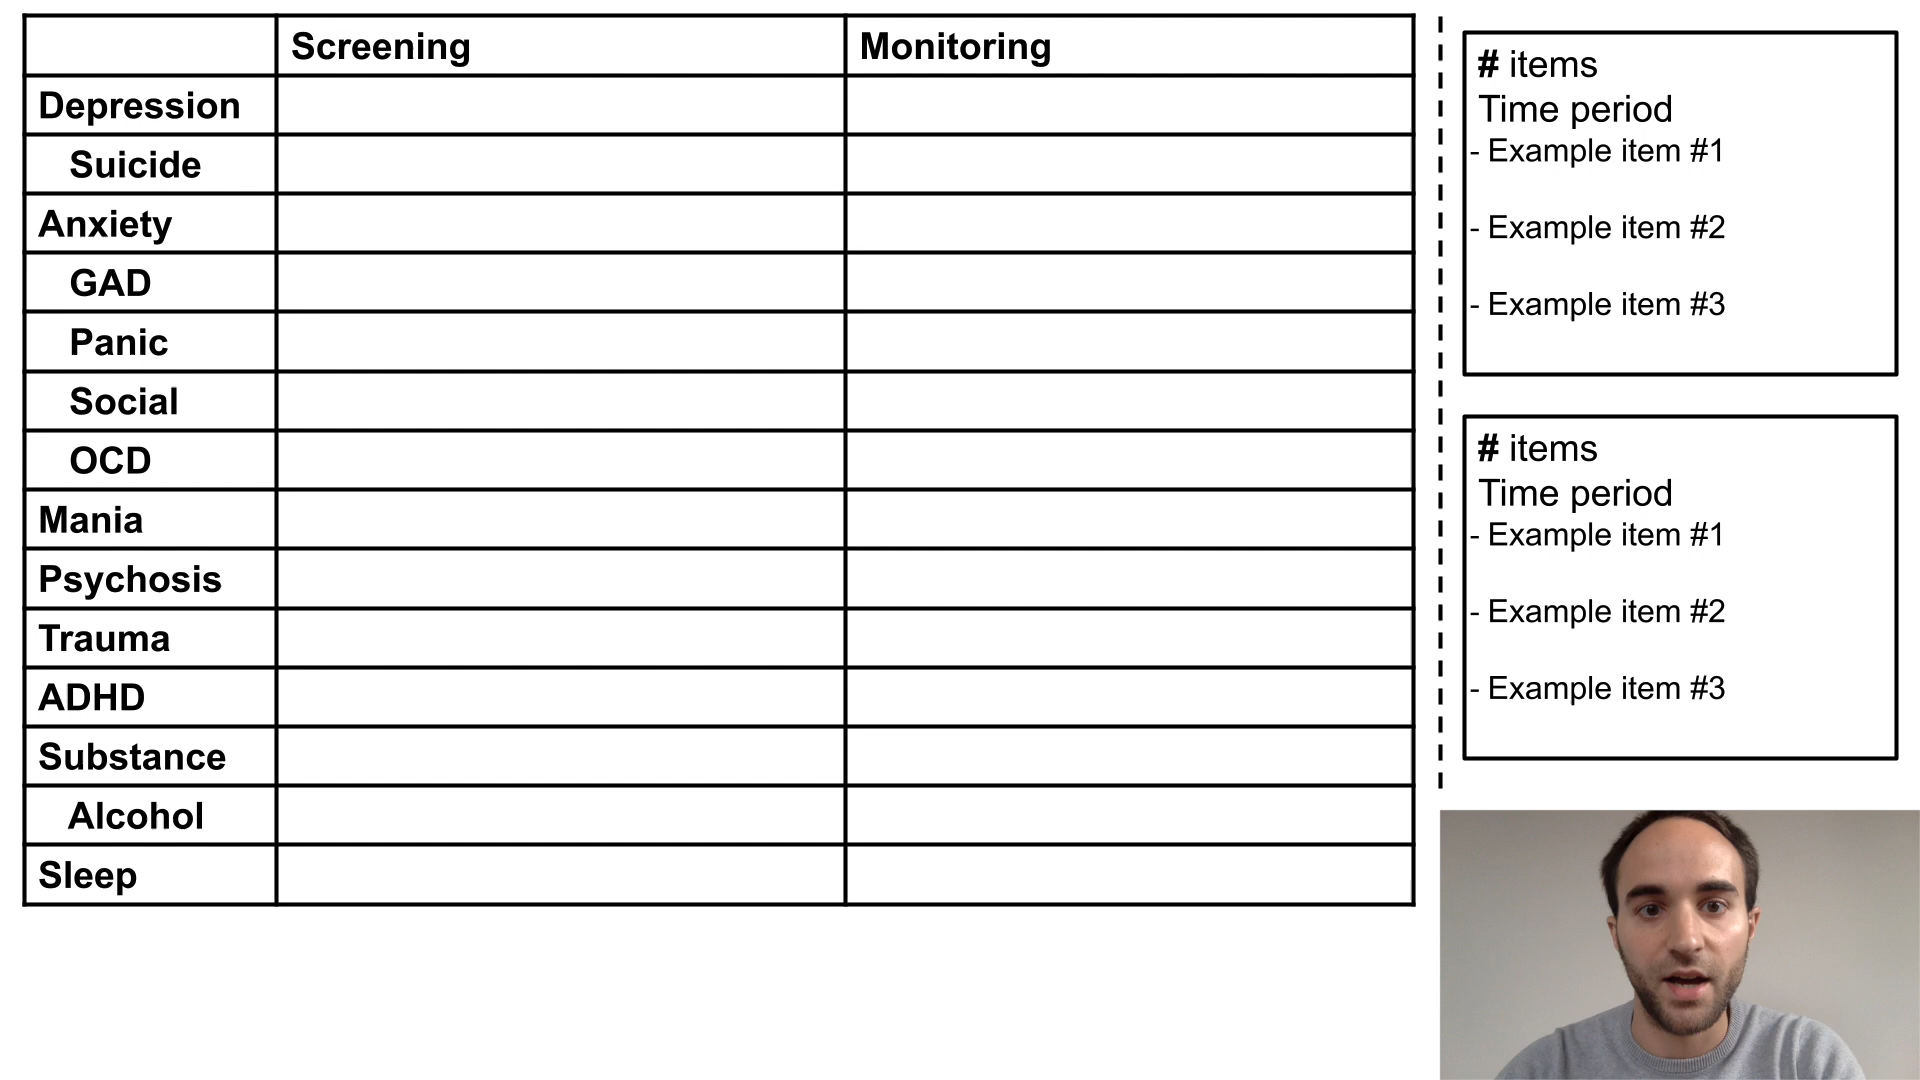 Screening
Monitoring
Depression
Suicide
Anxiety
GAD
Panic
Social
OCD
Mania
Psychosis
Trauma
ADHD
Substance
Alcohol
Sleep
# items
Time period
- Example item #1
- Example item #2
- Example item #3
# items
Time period
- Example item #1
- Example item #2
- Example item #3